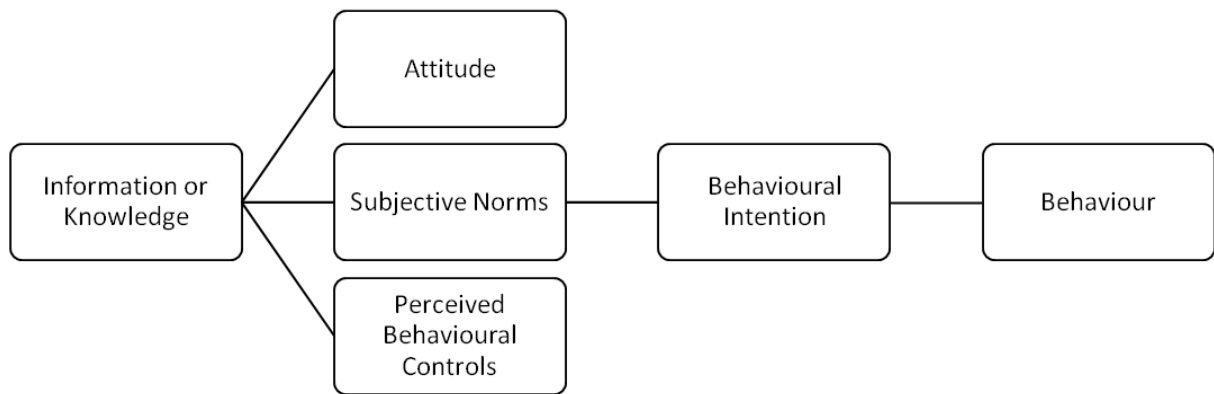 Attitude
Information or
Knowledge
Subjective Norms
Behavioural
Intention
Behaviour
Perceived
Behavioural
Controls